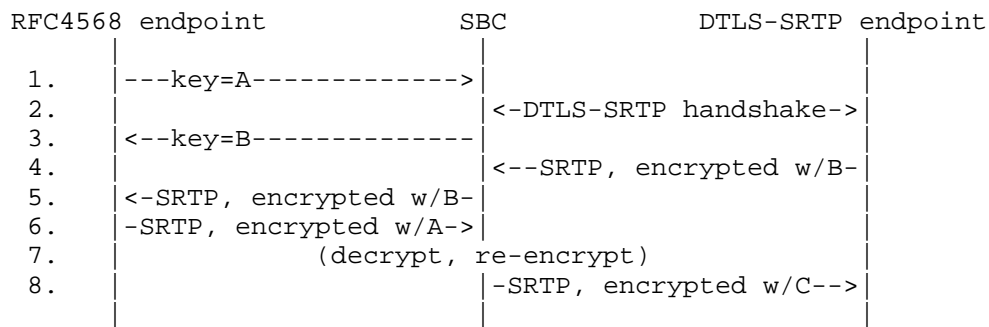 RFC4568 endpoint                SBC               DTLS-SRTP endpoint
       |                         |                         |
 1.    |---key=A---------------->|                         |
 2.    |                         |<-DTLS-SRTP handshake->|
 3.    |<--key=B-----------------|                         |
 4.    |                         |<--SRTP, encrypted w/B-|
 5.    |<-SRTP, encrypted w/B-|                         |
 6.    |-SRTP, encrypted w/A->|                         |
 7.    |              (decrypt, re-encrypt)              |
 8.    |                         |-SRTP, encrypted w/C-->|
       |                         |                         |